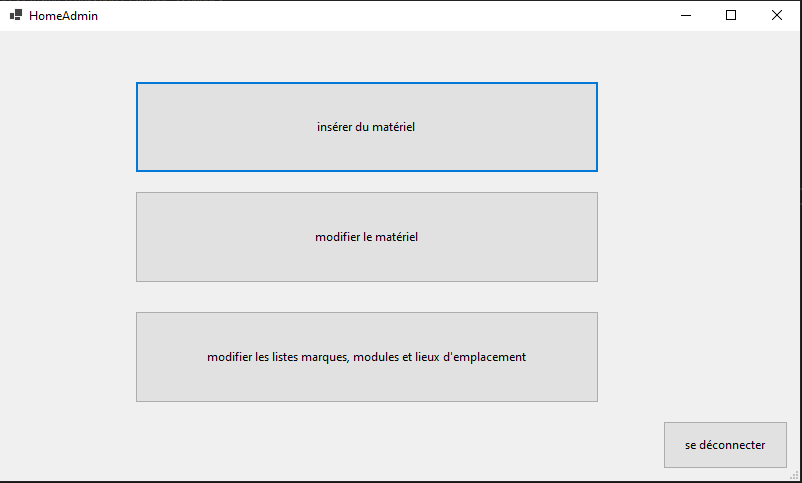 HomeAdmin
insérer du matériel
modifier le matériel
modifier les listes marques, modules et lieux d'emplacement
se déconnecter